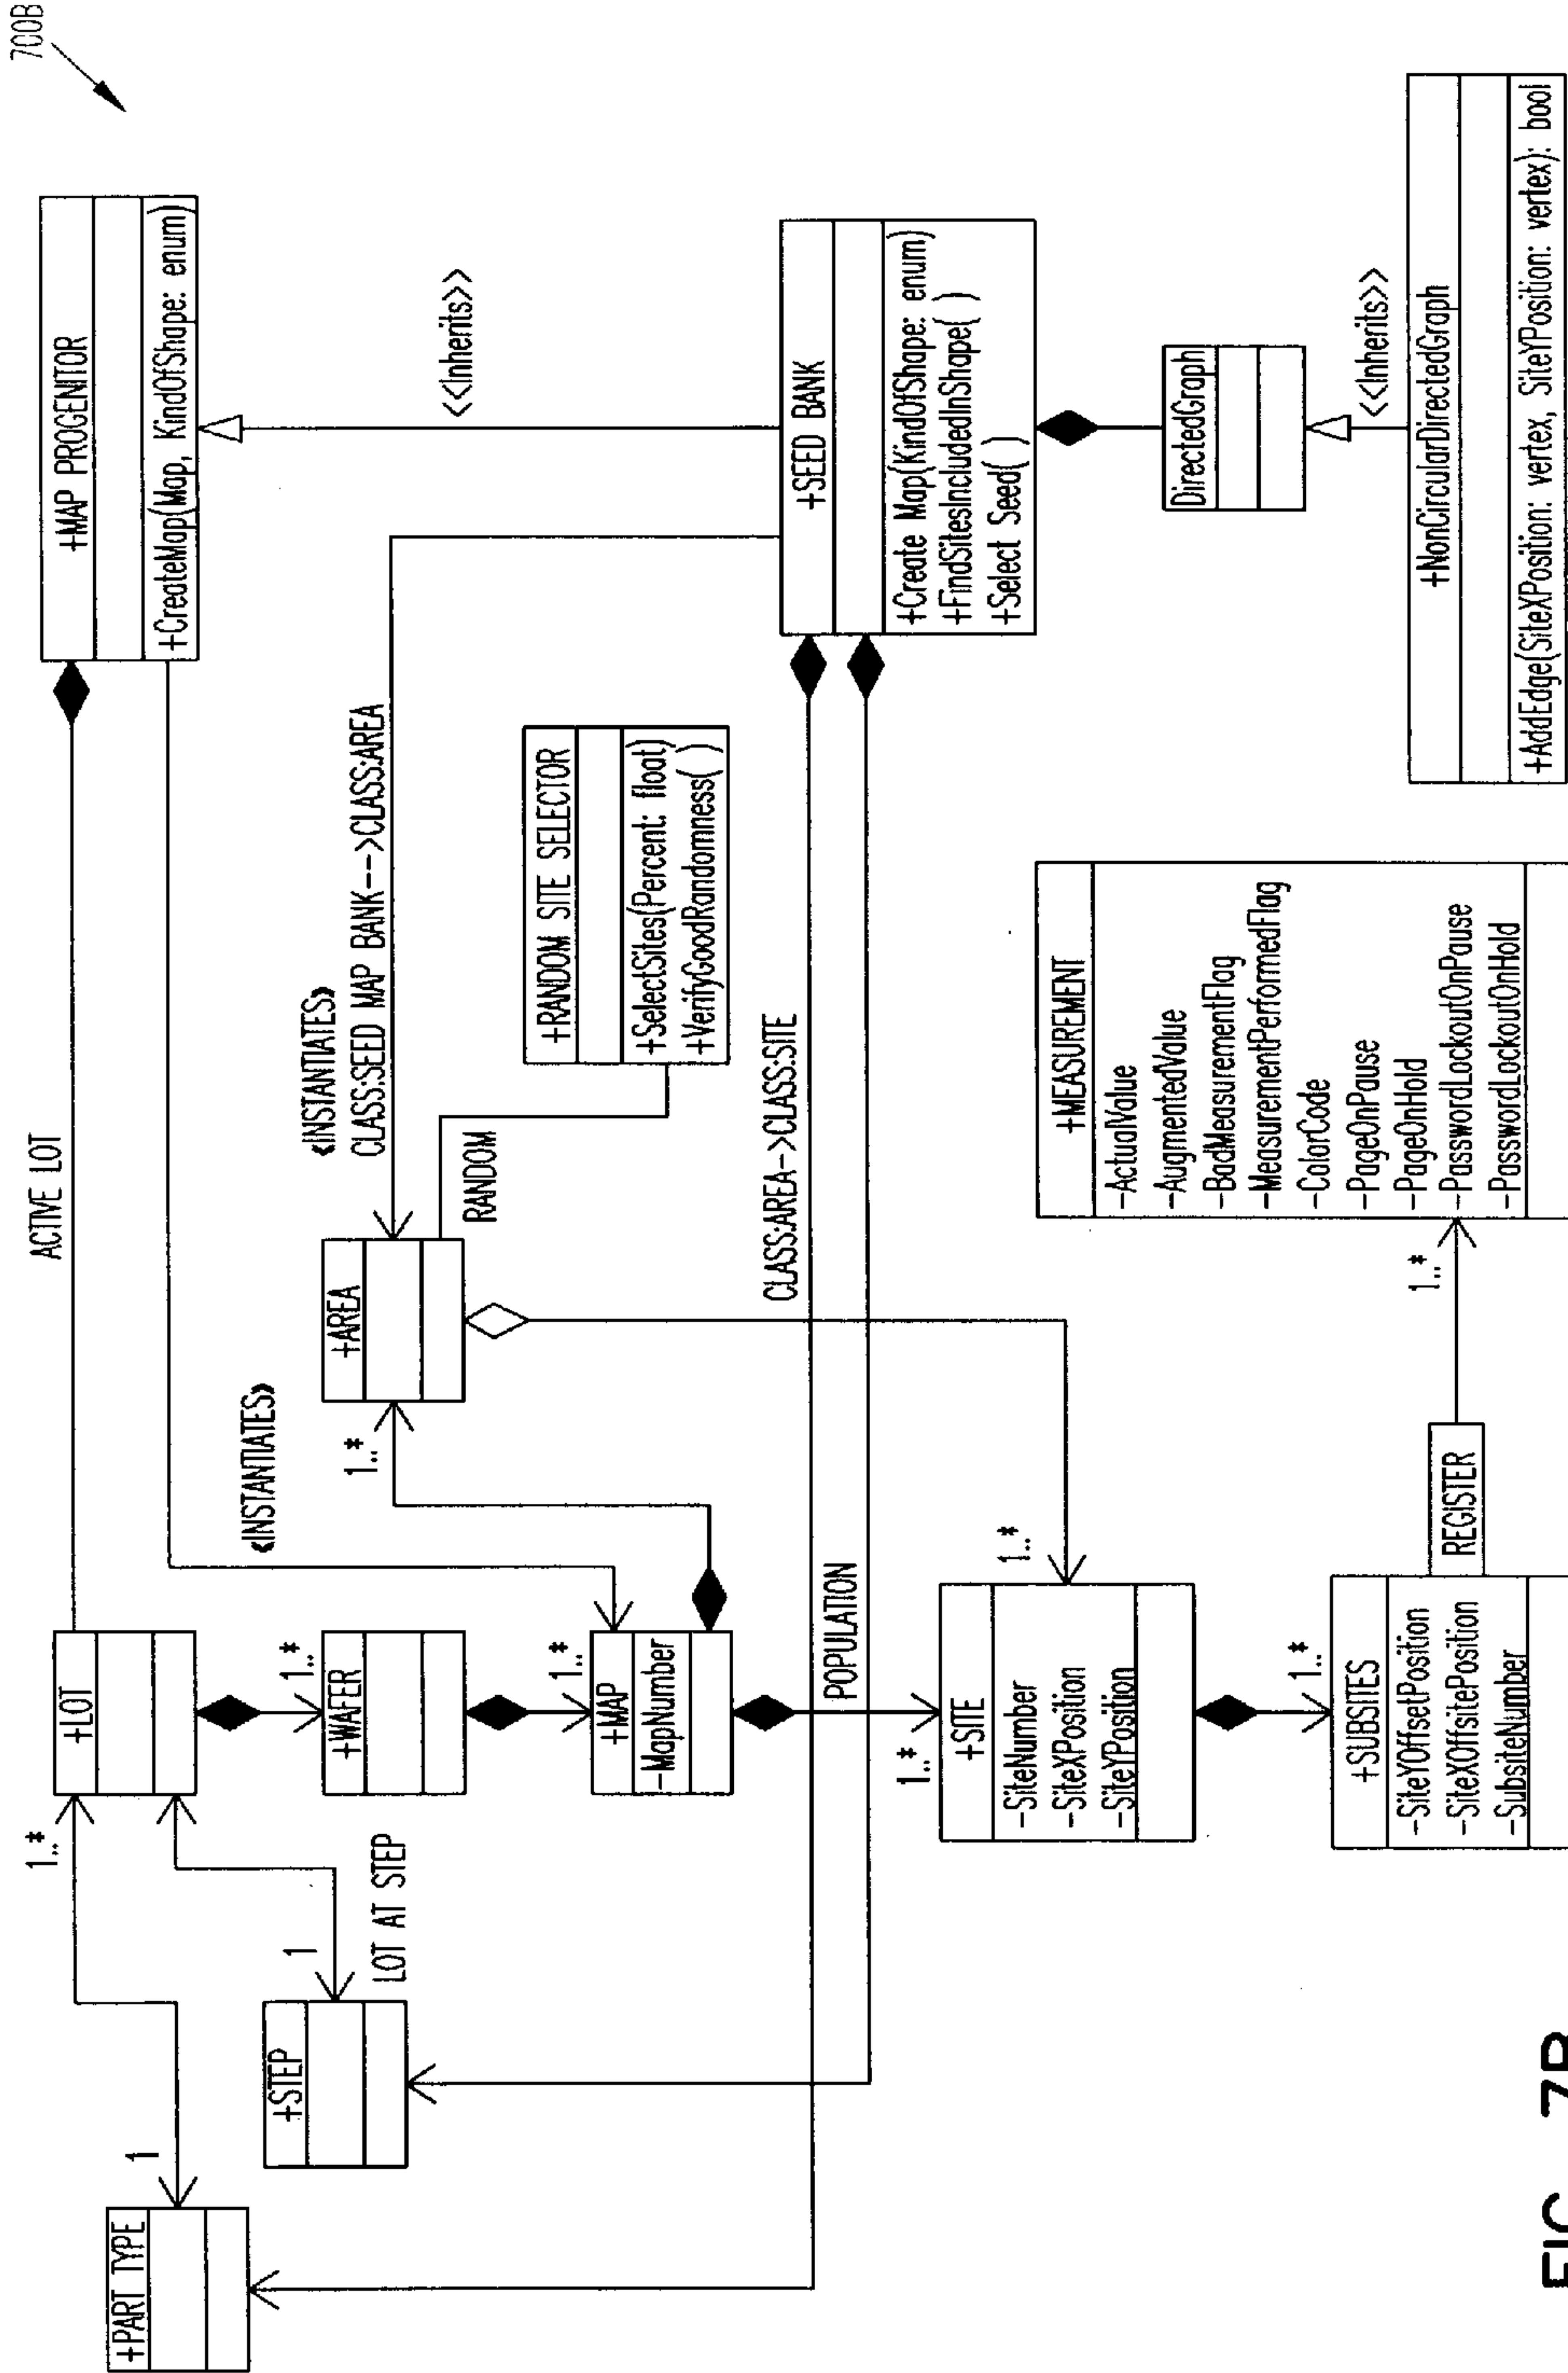 700B
ACTIVE LOT
+MAP PROGENITOR
+CreateMap(Map, KindOfShape: enum)
1..*
+LOT
1
+PART TYPE
1
+STEP
LOT AT STEP
1..*
+WAFER
<<INSTANTIATES>>
1..*
+MAP
-MapNumber
1..*
+AREA
RANDOM
<<INSTANTIATES>>
CLASS:SEED MAP BANK-->CLASS:AREA
+RANDOM SITE SELECTOR
+SelectSites(Percent: float)
+VerifyGoodRandomness( )
<<Inherits>>
+SEED BANK
+Create Map(KindOfShape: enum)
+FindSitesIncludedInShape( )
+Select Seed( )
CLASS:AREA->CLASS:SITE
POPULATION
1..*
1..*
+SITE
-SiteNumber
-SiteXPosition
-SiteYPosition
1..*
+SUBSITES
-SiteYOffsetPosition
-SiteXOffsitePosition
-SubsiteNumber
REGISTER
1..*
+MEASUREMENT
-ActualValue
-AugmentedValue
-BadMeasurementFlag
-MeasurementPerformedFlag
-ColorCode
-PageOnPause
-PageOnHold
-PasswordLockoutOnPause
-PasswordLockoutOnHold
DirectedGraph
<<Inherits>>
+NonCircularDirectedGraph
+AddEdge(SiteXPosition: vertex, SiteYPosition: vertex): bool
FIG._7B